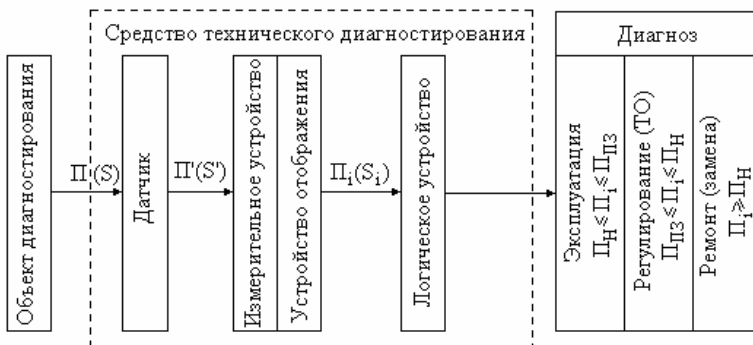 Средство технического диагностирования
Диагноз
Объект диагностирования
П(S)
Датчик
П'(S')
Измерительное устройство
Устройство отображения
Пi(Si)
Логическое устройство
Эксплуатация
ПН≤Пi≤ППЗ
Регулирование (ТО)
ППЗ≤Пi≤ПН
Ремонт (замена)
Пi⩾ПН